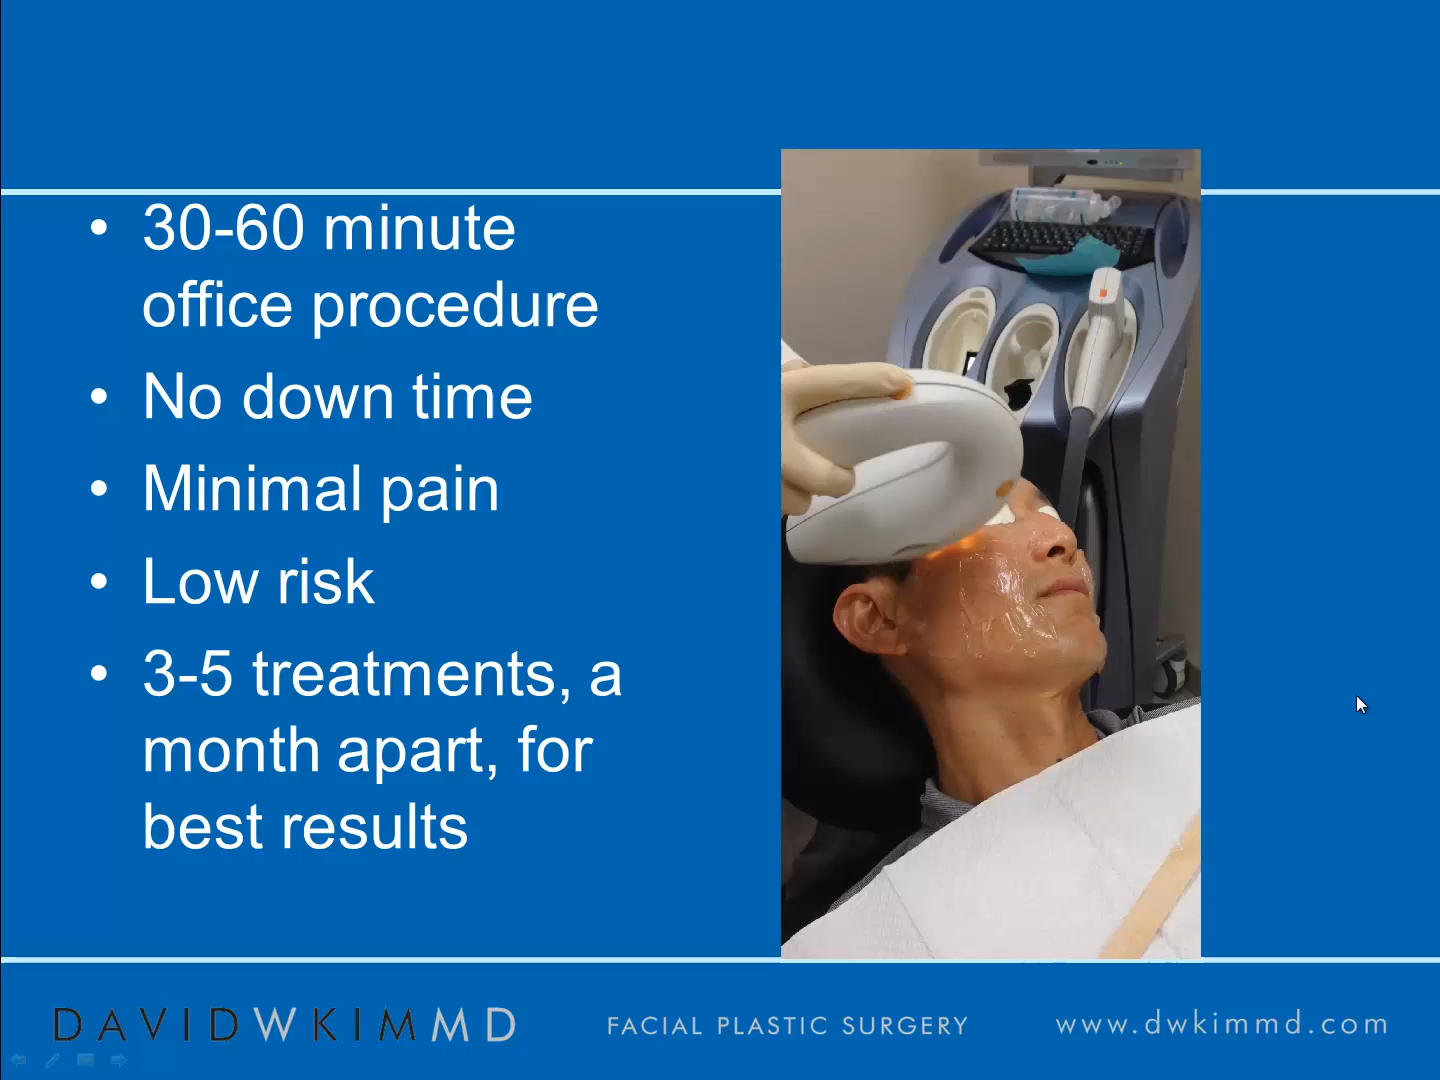 • 30-60 minute
office procedure
• No down time
• Minimal pain
• Low risk
• 3-5 treatments, a
month apart, for
best results
DAVIDWKIMMD
FACIAL PLASTIC SURGERY
www.dwkimmd.com